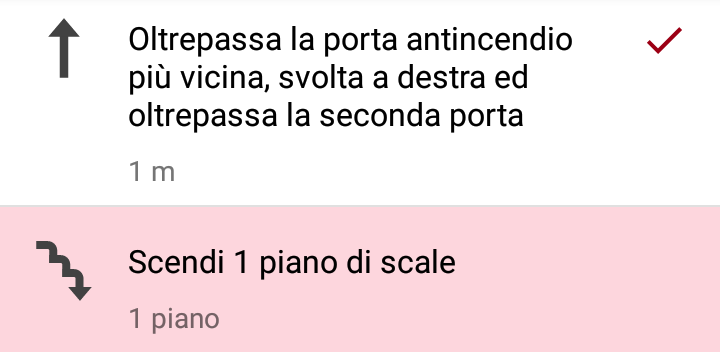 Oltrepassa la porta antincendio
più vicina, svolta a destra ed
oltrepassa la seconda porta
1 m
Scendi 1 piano di scale
1 piano